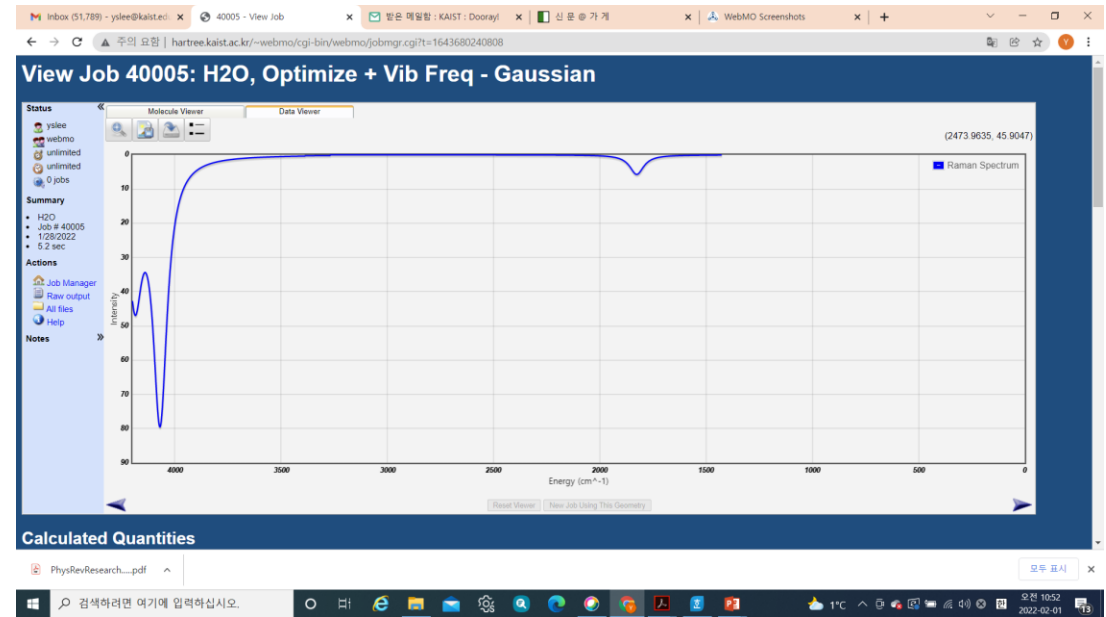 Inbox (51,789) - yslee@kaist.edu
40005 - View Job
받은 메일함 : KAIST : Dooray!
신 문 @ 가 게
WebMO Screenshots
주의 요함 | hartree.kaist.ac.kr/~webmo/cgi-bin/webmo/jobmgr.cgi?t=1643680240808
Y
View Job 40005: H2O, Optimize + Vib Freq - Gaussian
Status
yslee
webmo
unlimited
unlimited
0 jobs
Summary
H2O
Job # 40005
1/28/2022
5.2 sec
Actions
Job Manager
Raw output
All files
Help
Notes
Molecule Viewer
Data Viewer
(2473.9635, 45.9047)
Raman Spectrum
0
10
20
30
40
50
60
70
80
90
Intensity
4000 3500 3000 2500 2000 1500 1000 500 0
Energy (cm^-1)
Reset Viewer
New Job Using This Geometry
Calculated Quantities
PhysRevResearch.....pdf
모두 표시
검색하려면 여기에 입력하십시오.
1°C
오전 10:52
2022-02-01
13